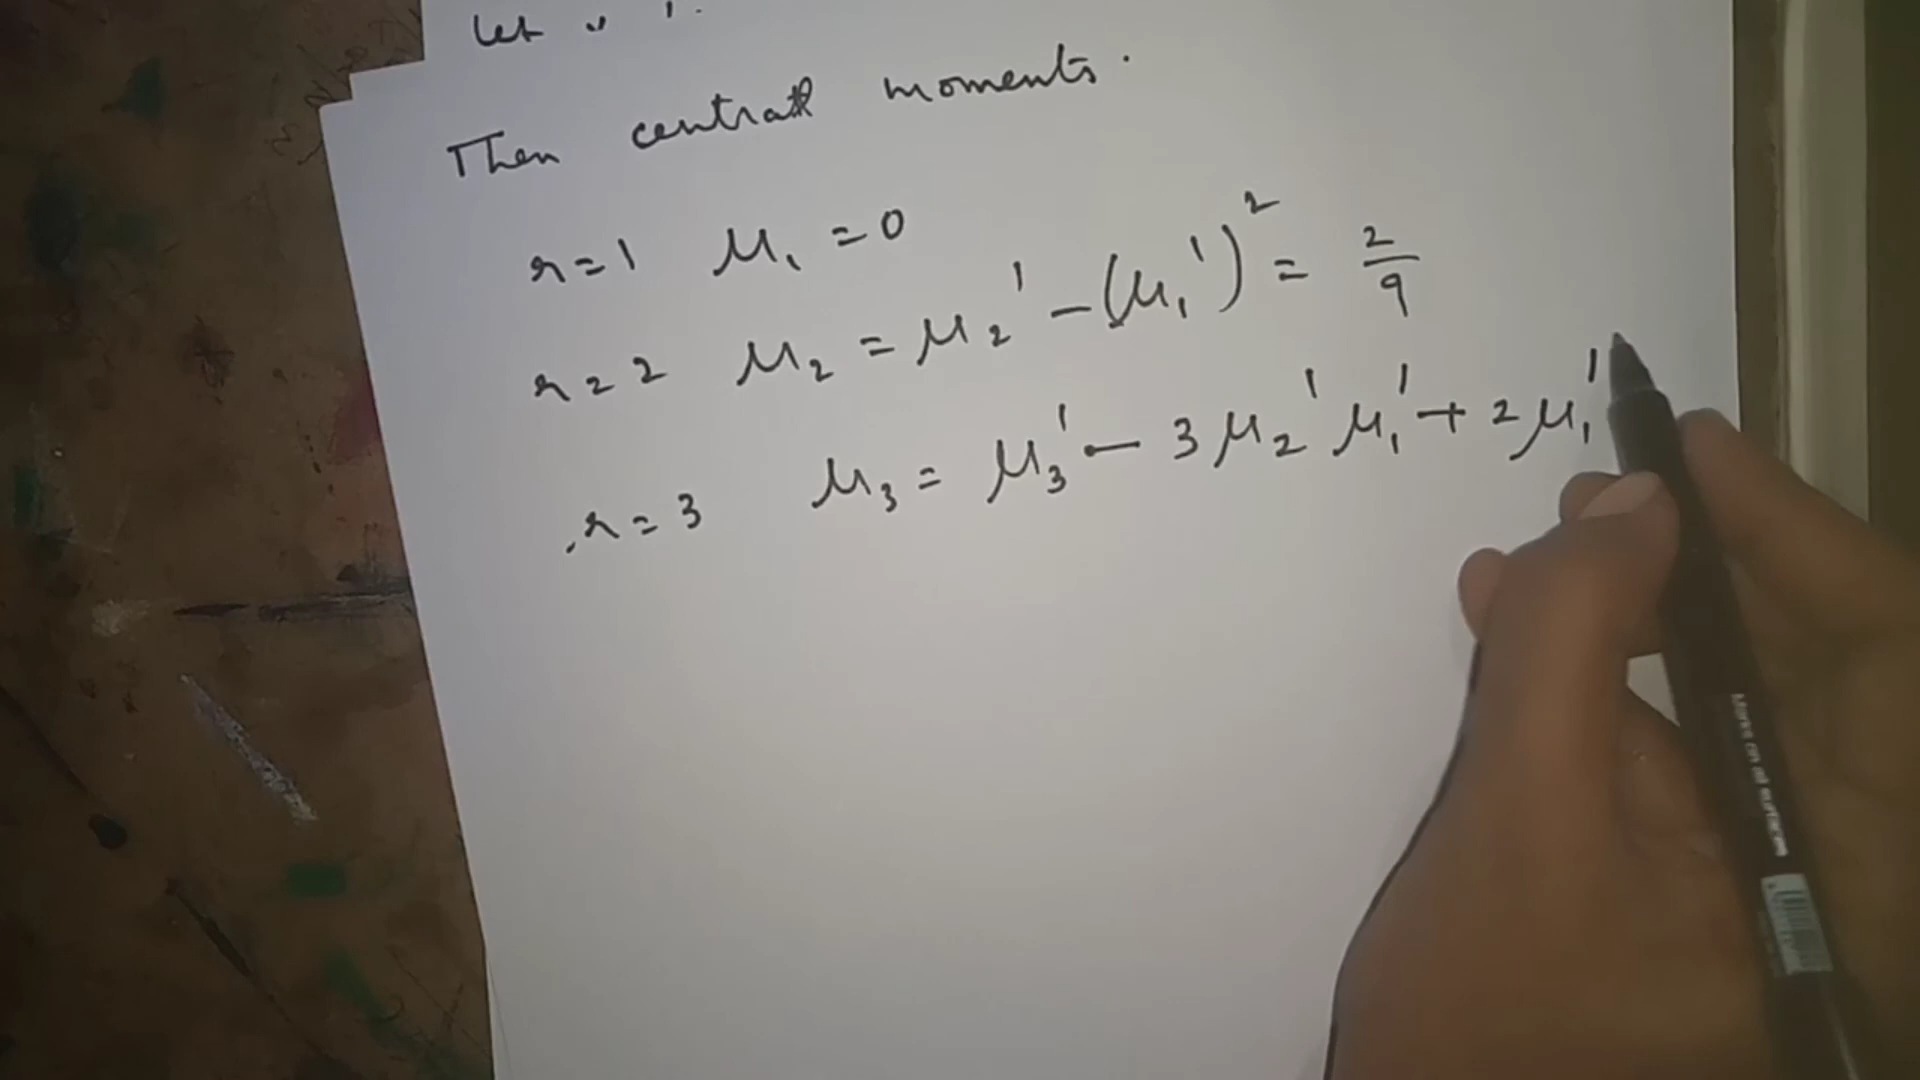 Let
Then central moments.
r=1 μ₁ = 0
r=2 μ₂ = μ₂' - (μ₁')² = 2/9
r=3 μ₃ = μ₃' - 3μ₂'μ₁' + 2μ₁'